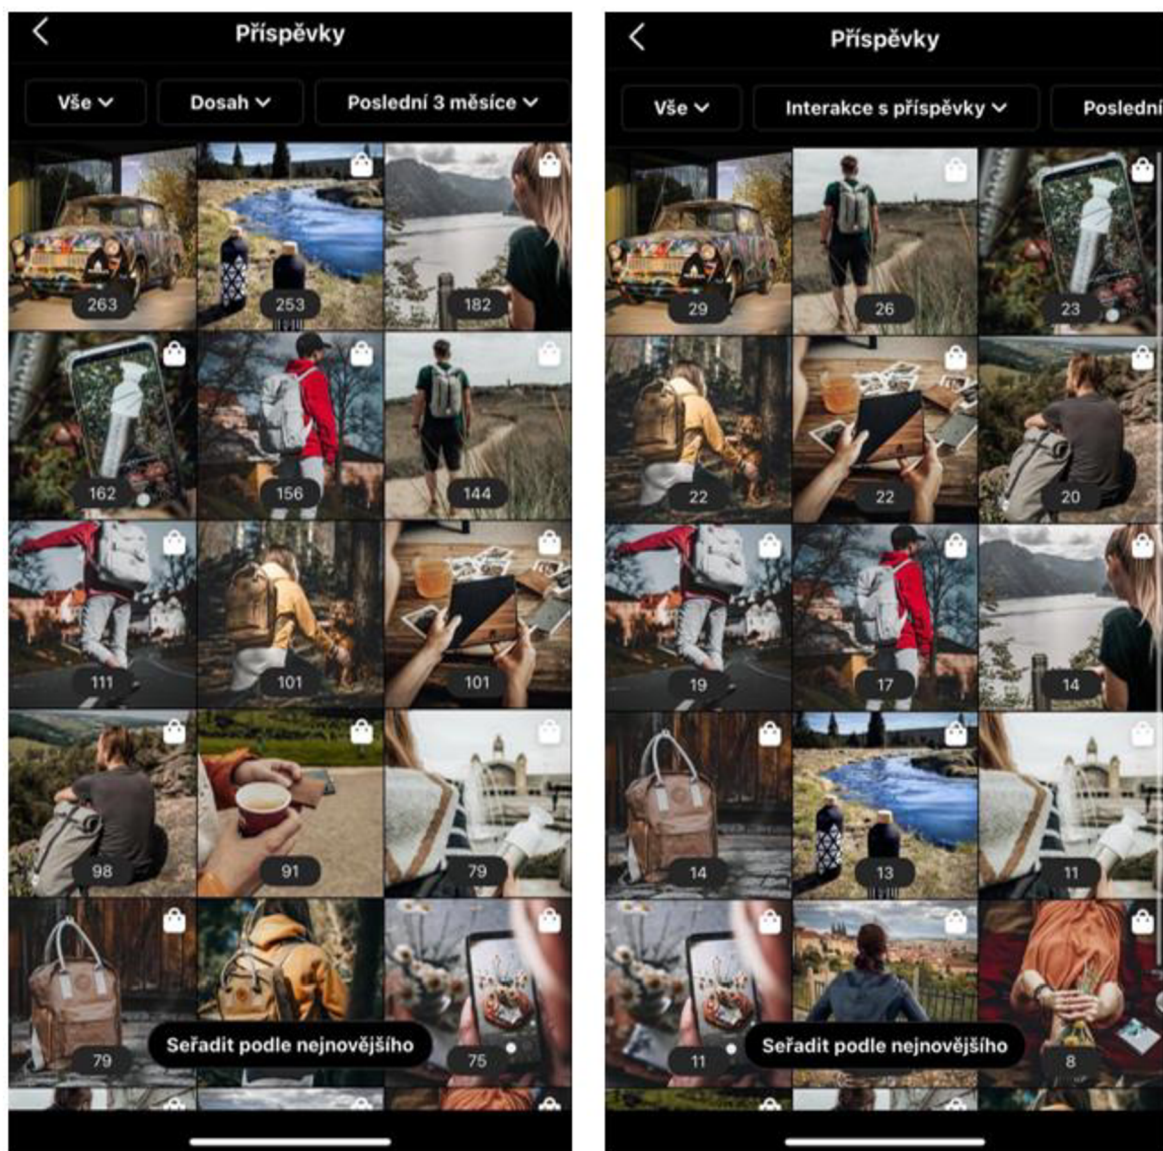 Příspěvky
Vše
Dosah
Poslední 3 měsíce
263
253
182
162
156
144
111
101
101
98
91
79
79
Seřadit podle nejnovějšího
75
Příspěvky
Vše
Interakce s příspěvky
Poslední
29
26
23
22
22
20
19
17
14
14
13
11
11
Seřadit podle nejnovějšího
8